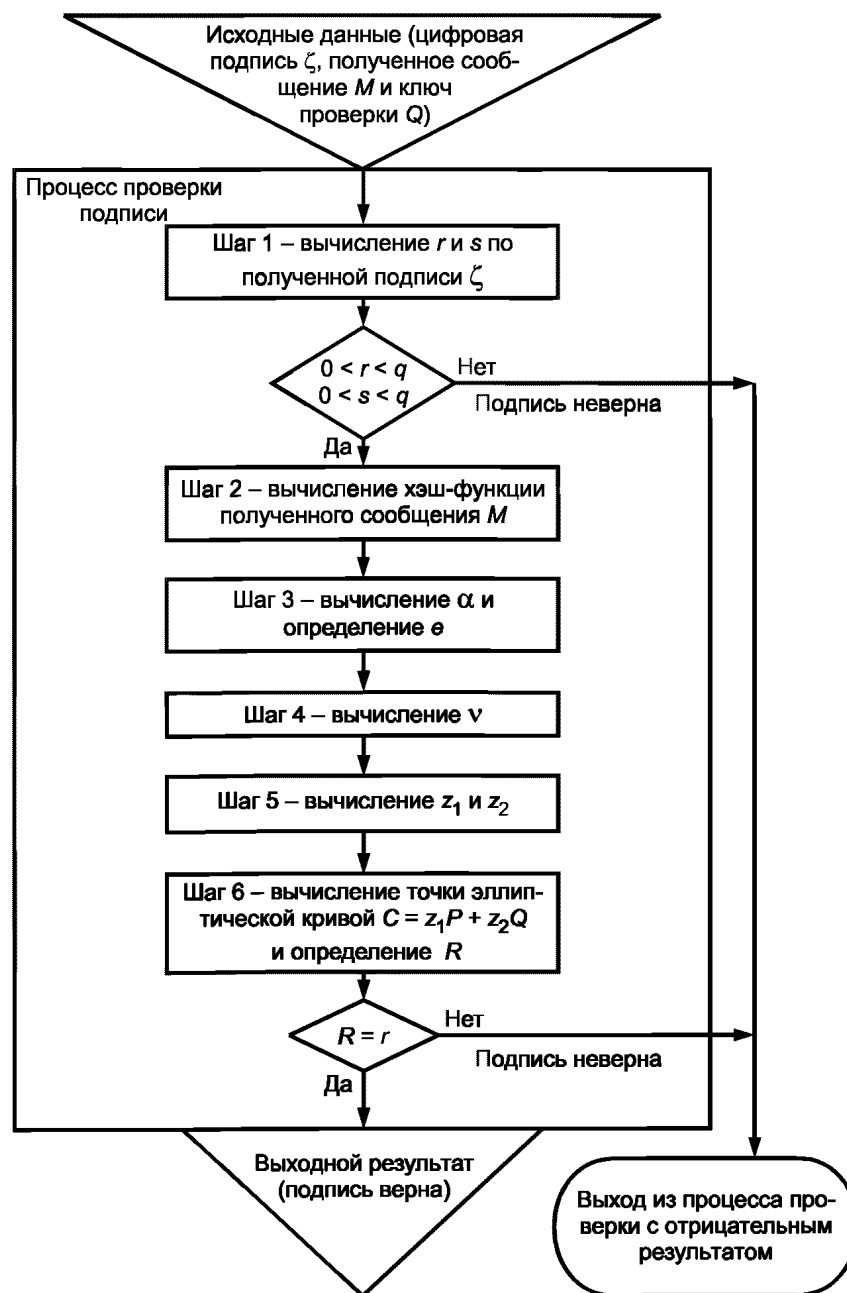 Исходные данные (цифровая
подпись ζ, полученное сооб-
щение M и ключ
проверки Q)
Процесс проверки
подписи
Шаг 1 – вычисление r и s по
полученной подписи ζ
0 < r < q
0 < s < q
Нет
Подпись неверна
Да
Шаг 2 – вычисление хэш-функции
полученного сообщения M
Шаг 3 – вычисление α и
определение e
Шаг 4 – вычисление ν
Шаг 5 – вычисление z₁ и z₂
Шаг 6 – вычисление точки эллип-
тической кривой C = z₁P + z₂Q
и определение R
R = r
Нет
Подпись неверна
Да
Выходной результат
(подпись верна)
Выход из процесса про-
верки с отрицательным
результатом